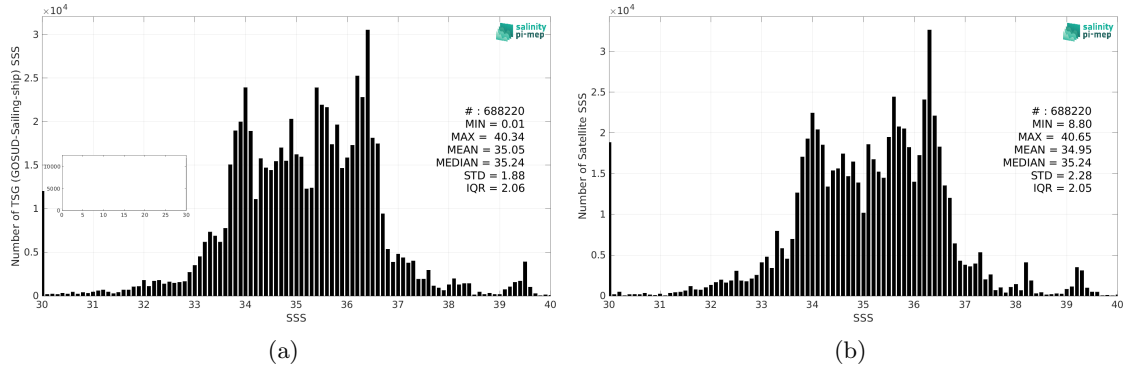 ×10⁴
salinity
pi-mep
3
2.5
2
1.5
1
0.5
0
Number of TSG (GOSUD-Sailing-ship) SSS
# : 688220
MIN = 0.01
MAX = 40.34
MEAN = 35.05
MEDIAN = 35.24
STD = 1.88
IQR = 2.06
10000
5000
0
0 5 10 15 20 25 30
30 31 32 33 34 35 36 37 38 39 40
SSS
(a)
×10⁴
salinity
pi-mep
3
2.5
2
1.5
1
0.5
0
Number of Satellite SSS
# : 688220
MIN = 8.80
MAX = 40.65
MEAN = 34.95
MEDIAN = 35.24
STD = 2.28
IQR = 2.05
30 31 32 33 34 35 36 37 38 39 40
SSS
(b)